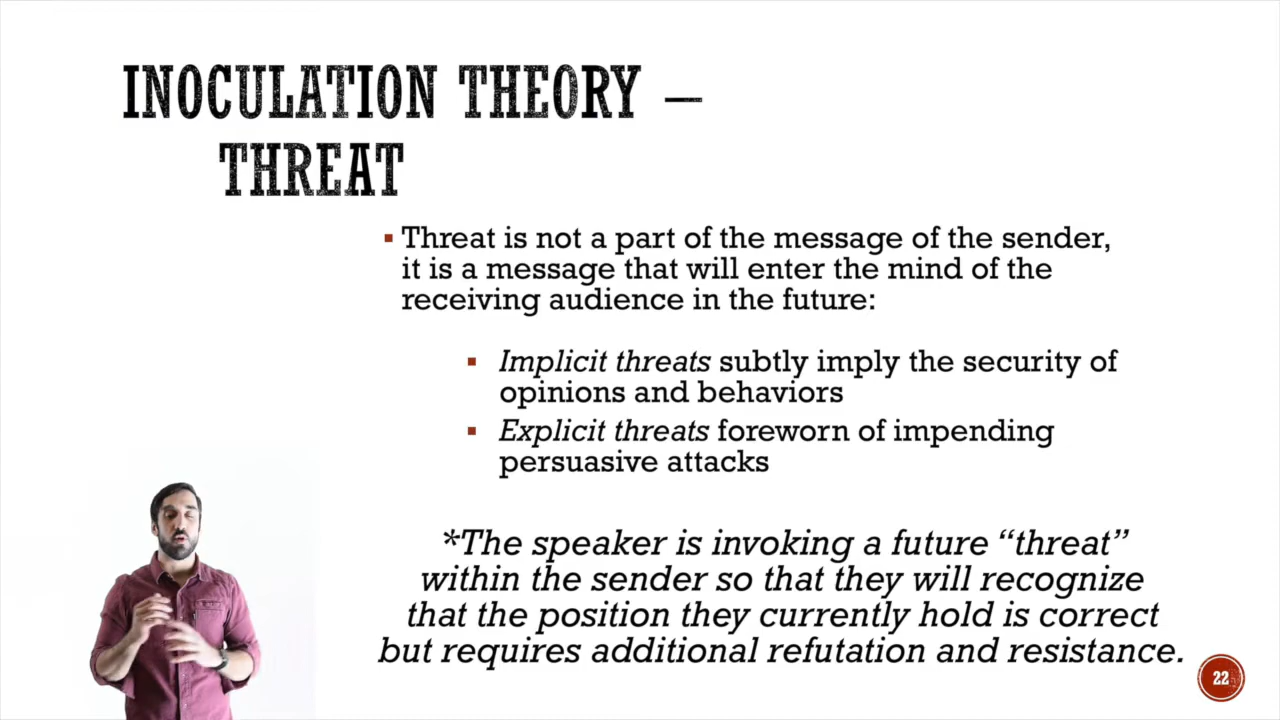 INOCULATION THEORY –
THREAT
Threat is not a part of the message of the sender,
it is a message that will enter the mind of the
receiving audience in the future:
Implicit threats subtly imply the security of
opinions and behaviors
Explicit threats foreworn of impending
persuasive attacks
*The speaker is invoking a future “threat”
within the sender so that they will recognize
that the position they currently hold is correct
but requires additional refutation and resistance.
22